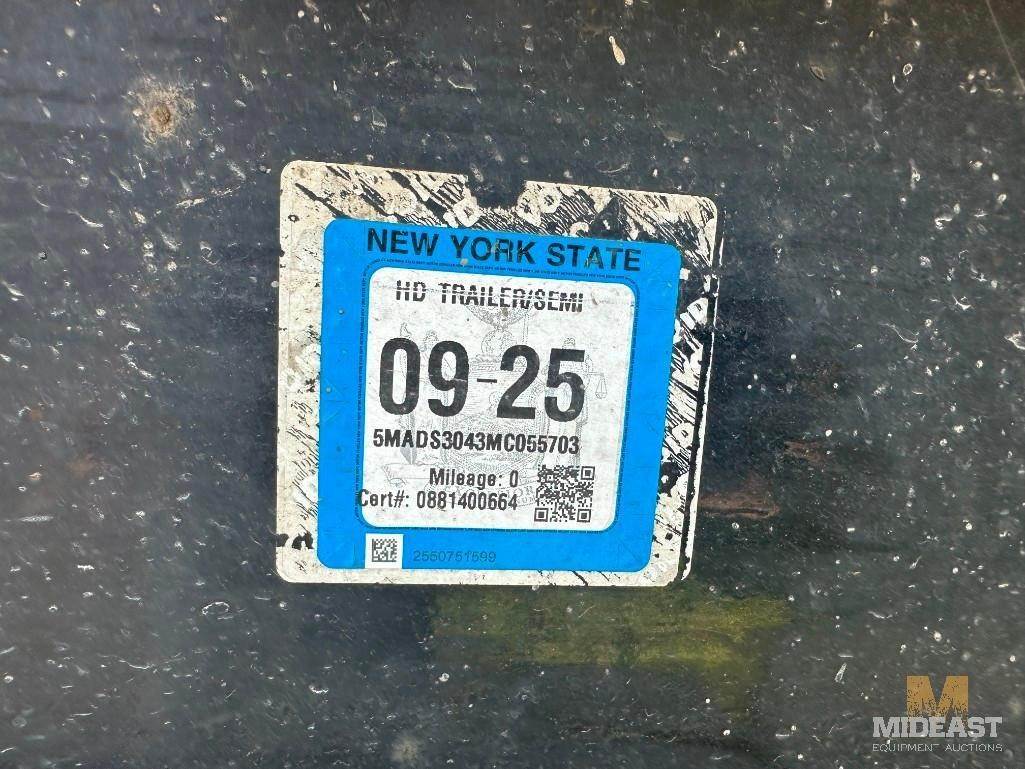 NEW YORK STATE
HD TRAILER/SEMI
09-25
5MADS3043MC055703
Mileage: 0
Cert#: 0881400664
2550751599
M
MIDEAST
EQUIPMENT AUCTIONS